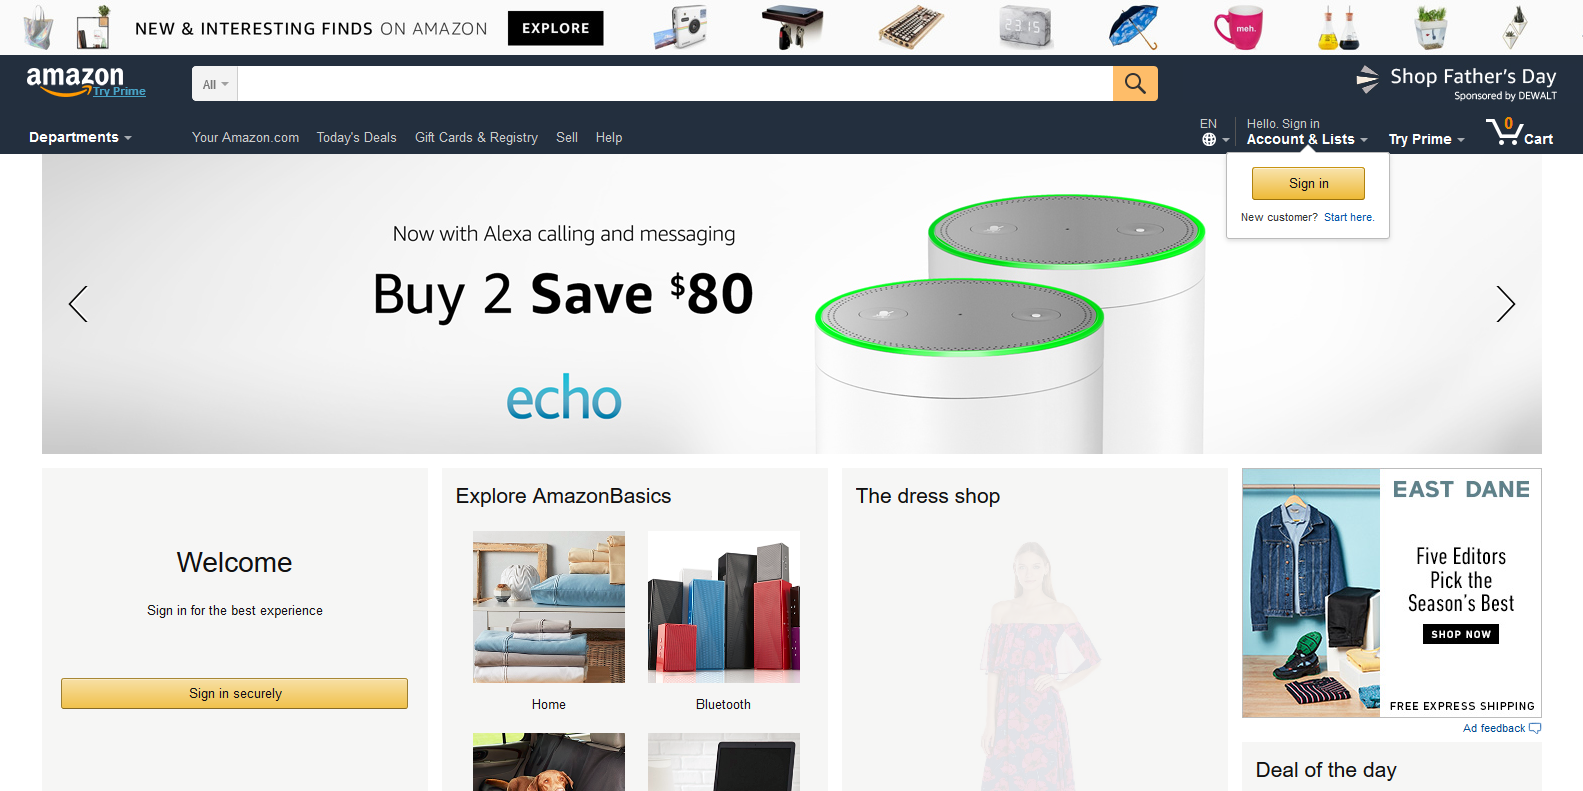 NEW & INTERESTING FINDS ON AMAZON EXPLORE
meh.
amazon
Try Prime
All
Shop Father's Day
Sponsored by DEWALT
Departments
Your Amazon.com Today's Deals Gift Cards & Registry Sell Help
EN
Hello. Sign in
Account & Lists
Try Prime
0
Cart
Sign in
New customer? Start here.
Now with Alexa calling and messaging
Buy 2 Save $80
echo
Welcome
Sign in for the best experience
Sign in securely
Explore AmazonBasics
Home
Bluetooth
The dress shop
EAST DANE
Five Editors
Pick the
Season's Best
SHOP NOW
FREE EXPRESS SHIPPING
Ad feedback
Deal of the day